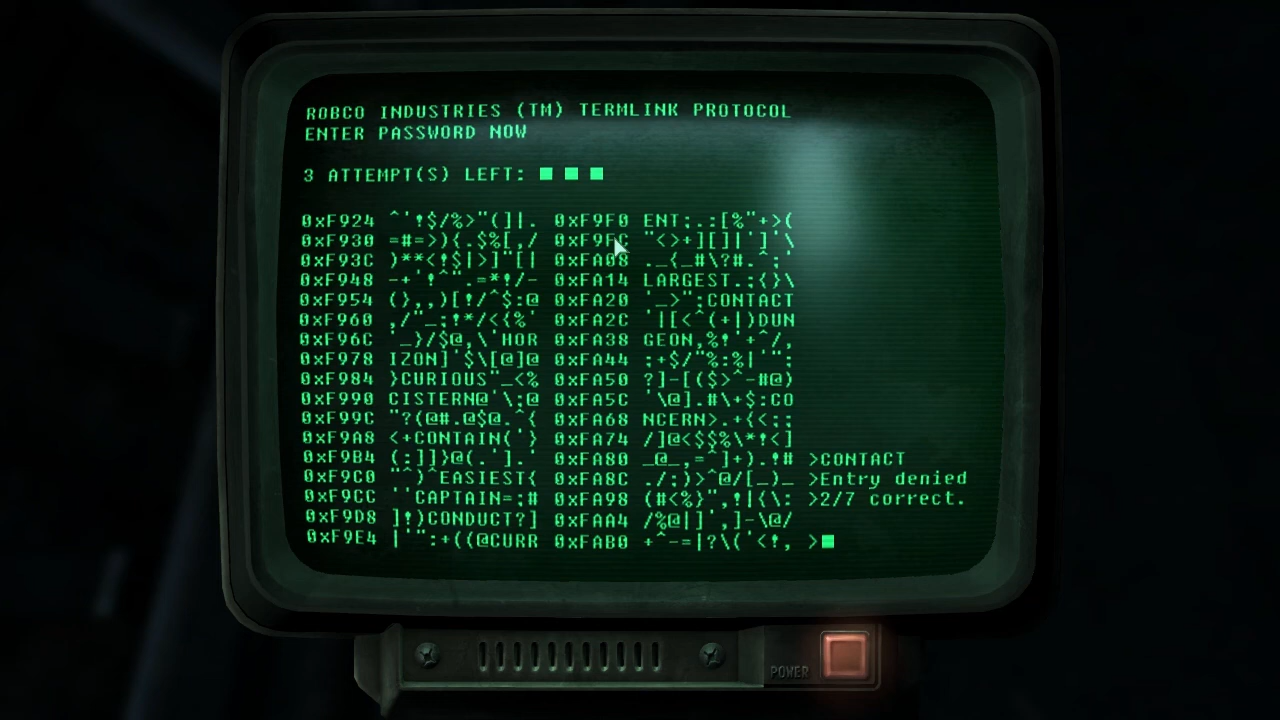 ROBCO INDUSTRIES (TM) TERMLINK PROTOCOL
ENTER PASSWORD NOW
3 ATTEMPT(S) LEFT: ■ ■ ■
0xF924 ^'!$/%>"(]|. 0xF9F0 ENT;.:[%"+>(
0xF930 =#=>){.$%[,/ 0xF9FC "<>+][]|']'\
0xF93C )**<!$|>]"[| 0xFA08 ._{_#\?#.^;'
0xF948 -+'!^".=*!/- 0xFA14 LARGEST.;{}\
0xF954 (},,)[!/^$:@ 0xFA20 '_>";CONTACT
0xF960 ,/"_;!*/<{%' 0xFA2C '|[<^(+|)DUN
0xF96C '_}/$@,\'HOR 0xFA38 GEON,%!'+^/,
0xF978 IZON]'$\[@]@ 0xFA44 ;+$/"%:%|'";
0xF984 }CURIOUS"_<% 0xFA50 ?]-[($>^-#@)
0xF990 CISTERN@'\;@ 0xFA5C '\@].#\+$:CO
0xF99C "?(@#.@$@.^{ 0xFA68 NCERN>.+{<;;
0xF9A8 <+CONTAIN('} 0xFA74 /]@<$$%\*!<]
0xF9B4 (:]]}@(.'].' 0xFA80 _@_,=^]+).!# >CONTACT
0xF9C0 "^)^EASIEST{ 0xFA8C ./;)>^@/[_)_ >Entry denied
0xF9CC ''CAPTAIN=;# 0xFA98 (#<%}",!|{\: >2/7 correct.
0xF9D8 ]!)CONDUCT?] 0xFAA4 /%@|]',]-\@/
0xF9E4 |'":+((@CURR 0xFAB0 +^-=|?\('<!, >■
POWER